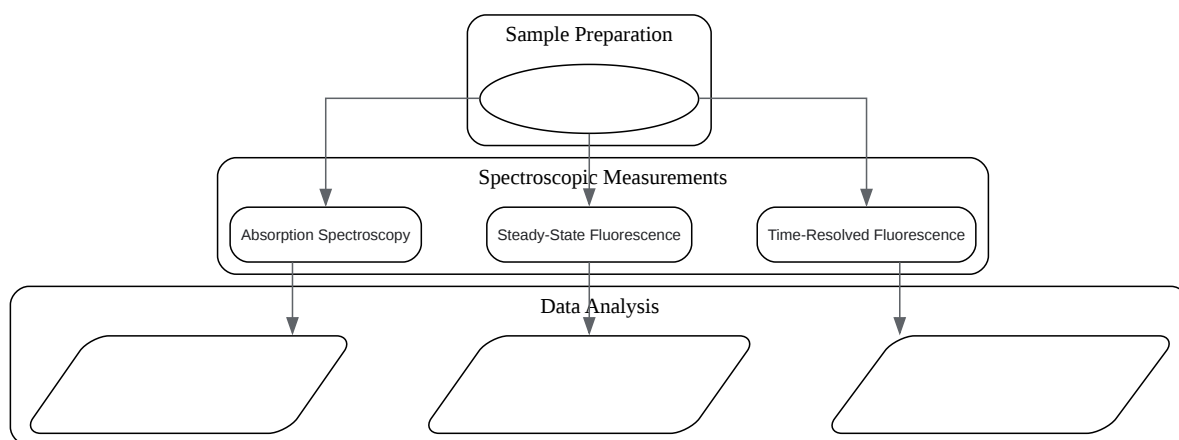 Sample Preparation
Spectroscopic Measurements
Absorption Spectroscopy
Steady-State Fluorescence
Time-Resolved Fluorescence
Data Analysis